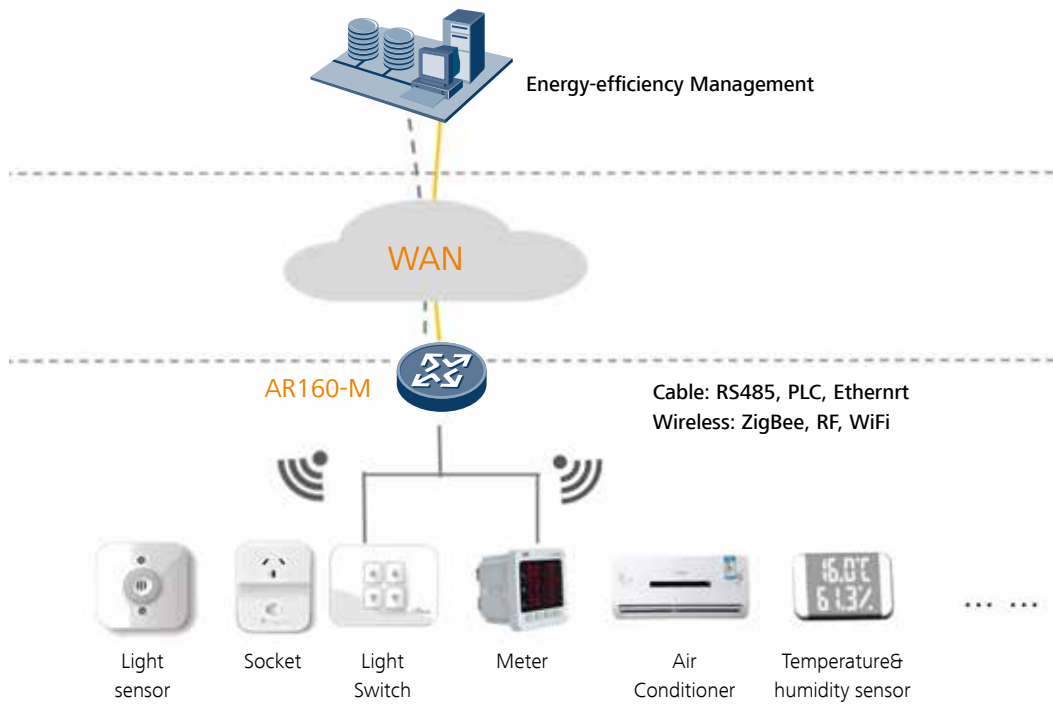 Energy-efficiency Management
WAN
AR160-M
Cable: RS485, PLC, Ethernrt
Wireless: ZigBee, RF, WiFi
16.0℃
61.3%
... ...
Light
sensor
Socket
Light
Switch
Meter
Air
Conditioner
Temperature&
humidity sensor